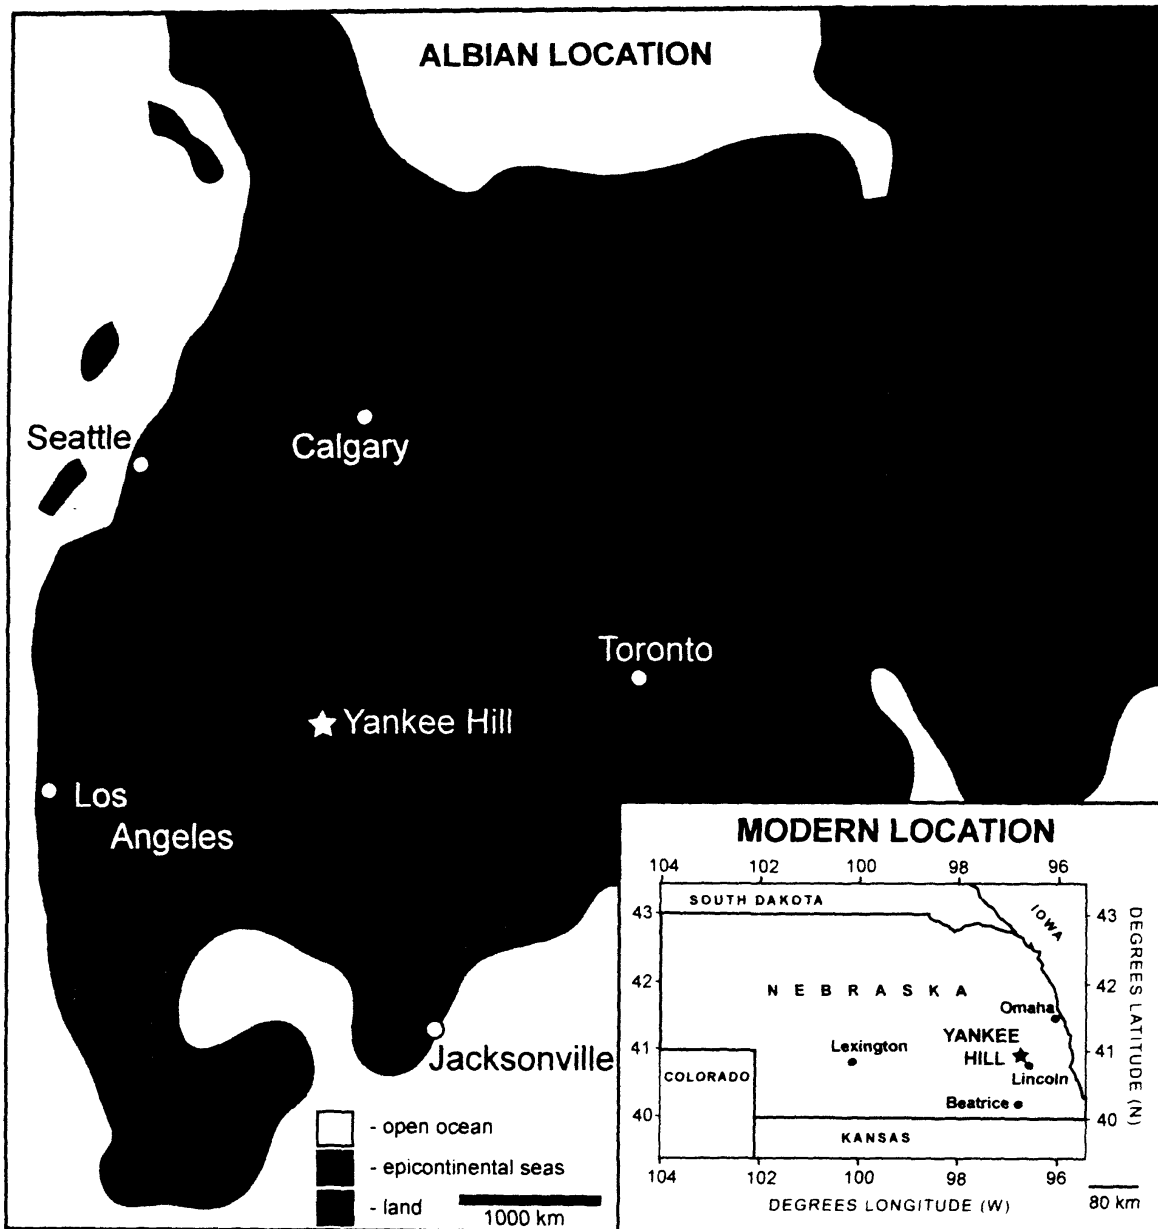 ALBIAN LOCATION
Seattle
Calgary
Toronto
Yankee Hill
Los
Angeles
Jacksonville
- open ocean
- epicontinental seas
- land
1000 km
MODERN LOCATION
104 102 100 98 96
SOUTH DAKOTA
IOWA
43 43
42 42
NEBRASKA
Omaha
YANKEE
HILL
Lexington
41 41
Lincoln
COLORADO
Beatrice
40 40
KANSAS
104 102 100 98 96
DEGREES LONGITUDE (W)
DEGREES LATITUDE (N)
80 km